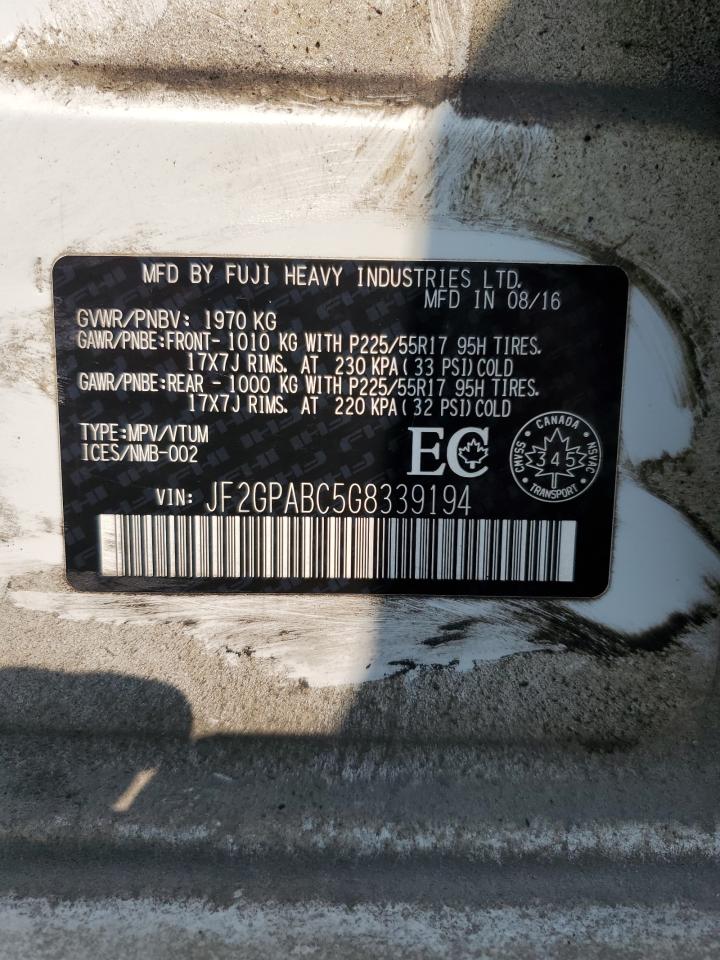 MFD BY FUJI HEAVY INDUSTRIES LTD.
MFD IN 08/16
GVWR/PNBV: 1970 KG
GAWR/PNBE:FRONT- 1010 KG WITH P225/55R17 95H TIRES.
17X7J RIMS. AT 230 KPA (33 PSI) COLD
GAWR/PNBE:REAR - 1000 KG WITH P225/55R17 95H TIRES.
17X7J RIMS. AT 220 KPA (32 PSI) COLD
TYPE:MPV/VTUM
ICES/NMB-002
EC
CANADA
SSAMV
345
NSVAC
TRANSPORT
VIN: JF2GPABC5G8339194